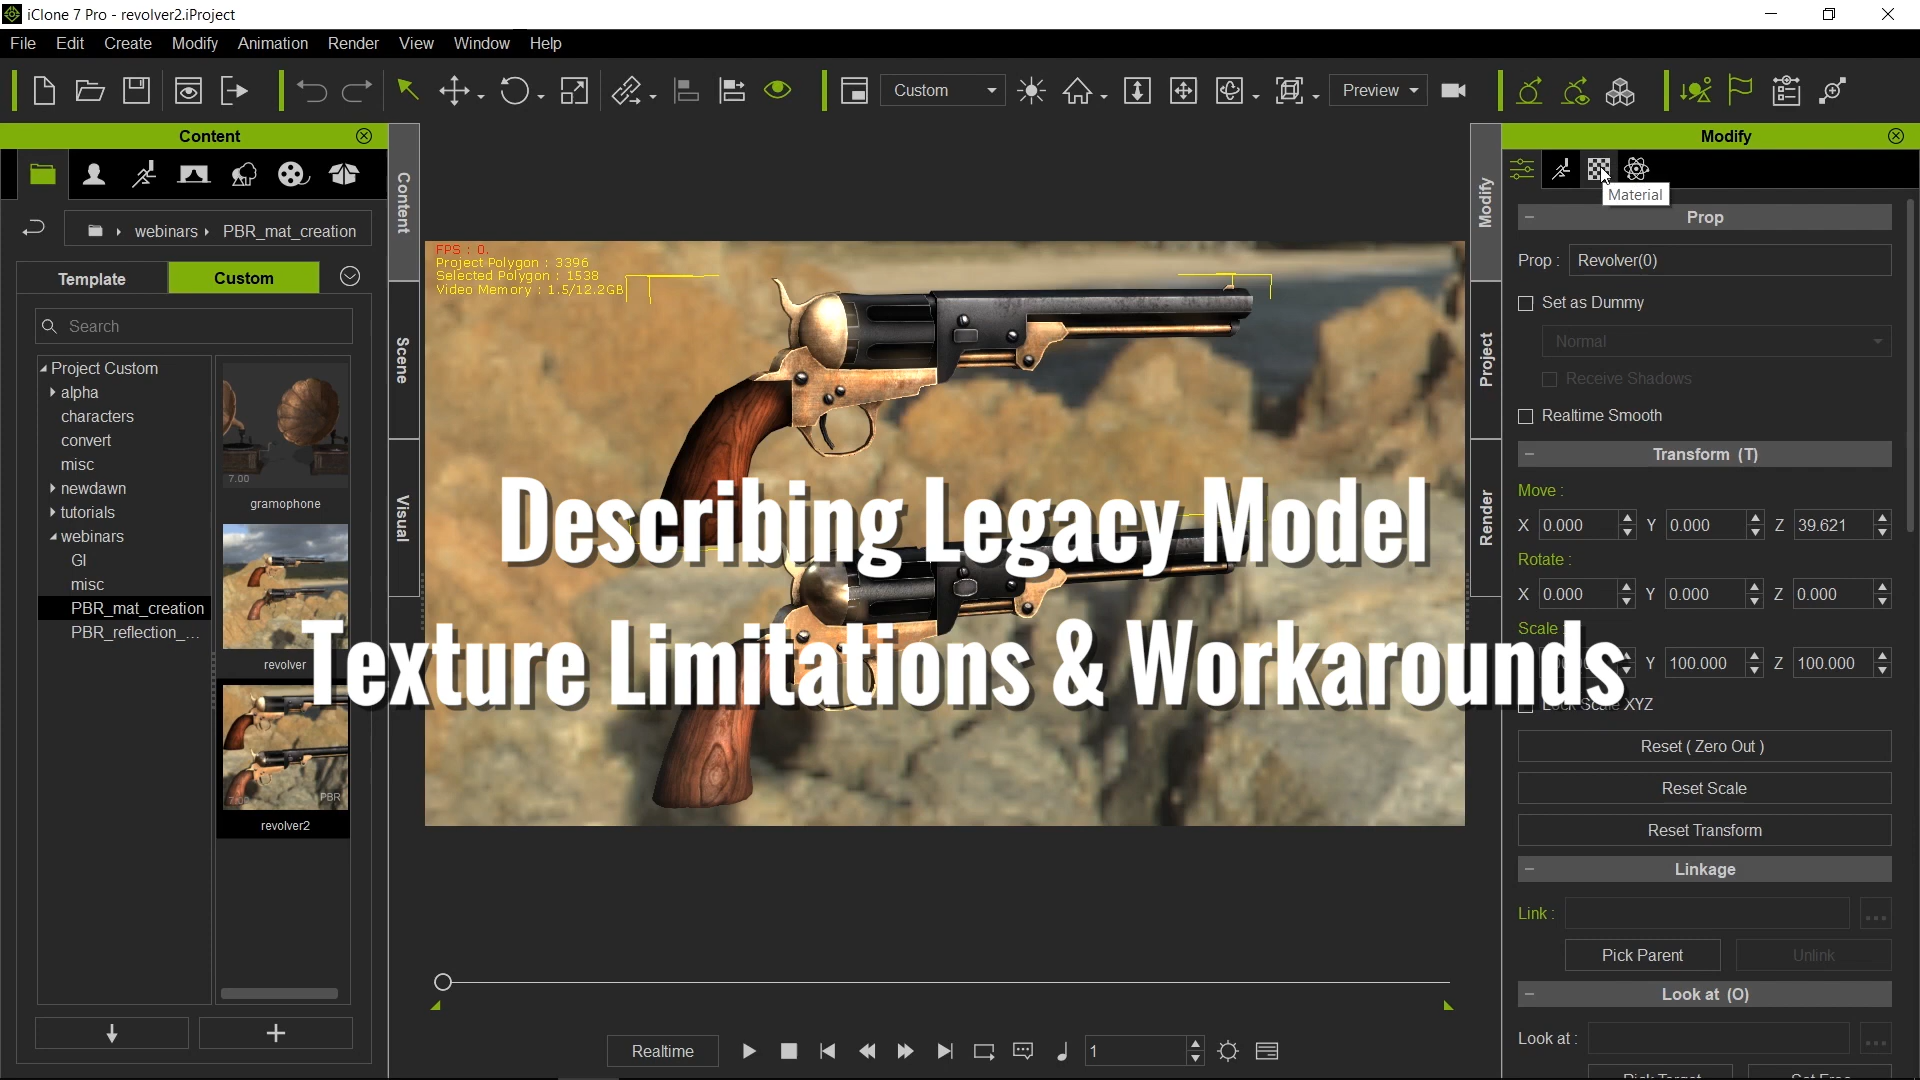 iClone 7 Pro - revolver2.iProject
File Edit Create Modify Animation Render View Window Help
Custom
Preview
Content
Modify
Material
webinars PBR_mat_creation
Template
Custom
Search
Project Custom
alpha
characters
convert
misc
newdawn
tutorials
webinars
GI
misc
PBR_mat_creation
PBR_reflection_...
7.00
gramophone
revolver
PBR
revolver2
Content
Scene
Visual
FPS : 0.
Project Polygon : 3396
Selected Polygon : 1538
Video Memory : 1.5/12.2GB
Describing Legacy Model
Texture Limitations & Workarounds
Realtime
1
Modify
Project
Render
Prop
Prop : Revolver(0)
Set as Dummy
Normal
Receive Shadows
Realtime Smooth
Transform (T)
Move :
X 0.000 Y 0.000 Z 39.621
Rotate :
X 0.000 Y 0.000 Z 0.000
Scale
Y 100.000 Z 100.000
Lock Scale XYZ
Reset ( Zero Out )
Reset Scale
Reset Transform
Linkage
Link : ...
Pick Parent Unlink
Look at (O)
Look at : ...